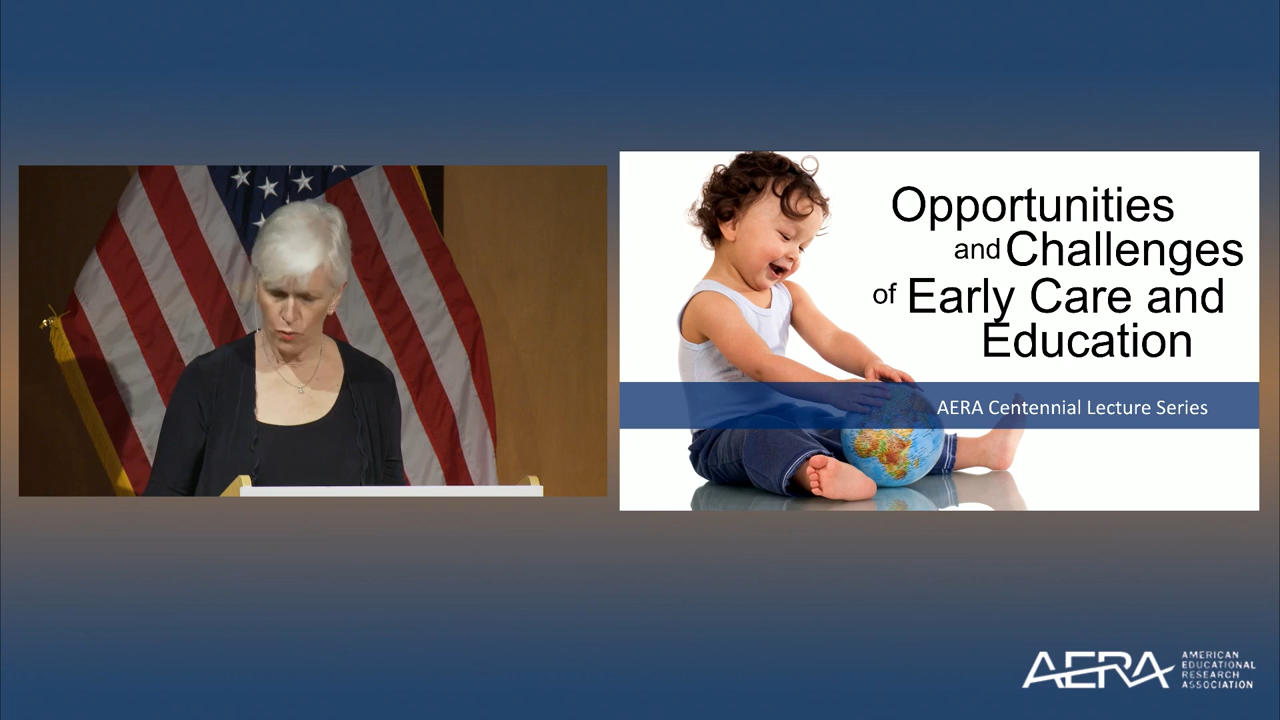 Opportunities
and Challenges
of Early Care and
Education
AERA Centennial Lecture Series
AERA
AMERICAN
EDUCATIONAL
RESEARCH
ASSOCIATION